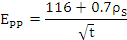 E_PP = (116 + 0.7ρ_S) / √t